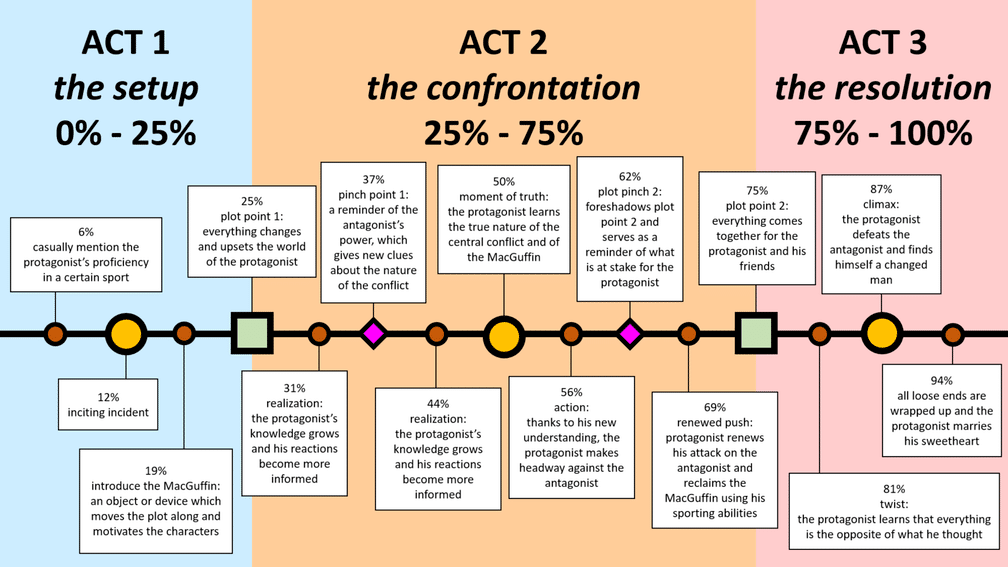 ACT 1
the setup
0% - 25%
ACT 2
the confrontation
25% - 75%
ACT 3
the resolution
75% - 100%
6%
casually mention the
protagonist's proficiency
in a certain sport
12%
inciting incident
19%
introduce the MacGuffin:
an object or device which
moves the plot along and
motivates the characters
25%
plot point 1:
everything changes
and upsets the world
of the protagonist
31%
realization:
the protagonist's
knowledge grows
and his reactions
become more
informed
37%
pinch point 1:
a reminder of the
antagonist's
power, which
gives new clues
about the nature
of the conflict
44%
realization:
the protagonist's
knowledge grows
and his reactions
become more
informed
50%
moment of truth:
the protagonist learns
the true nature of the
central conflict and of
the MacGuffin
56%
action:
thanks to his new
understanding, the
protagonist makes
headway against the
antagonist
62%
plot pinch 2:
foreshadows plot
point 2 and
serves as a
reminder of what
is at stake for the
protagonist
69%
renewed push:
protagonist renews
his attack on the
antagonist and
reclaims the
MacGuffin using his
sporting abilities
75%
plot point 2:
everything comes
together for the
protagonist and his
friends
81%
twist:
the protagonist learns that everything
is the opposite of what he thought
87%
climax:
the protagonist
defeats the
antagonist and finds
himself a changed
man
94%
all loose ends are
wrapped up and the
protagonist marries
his sweetheart